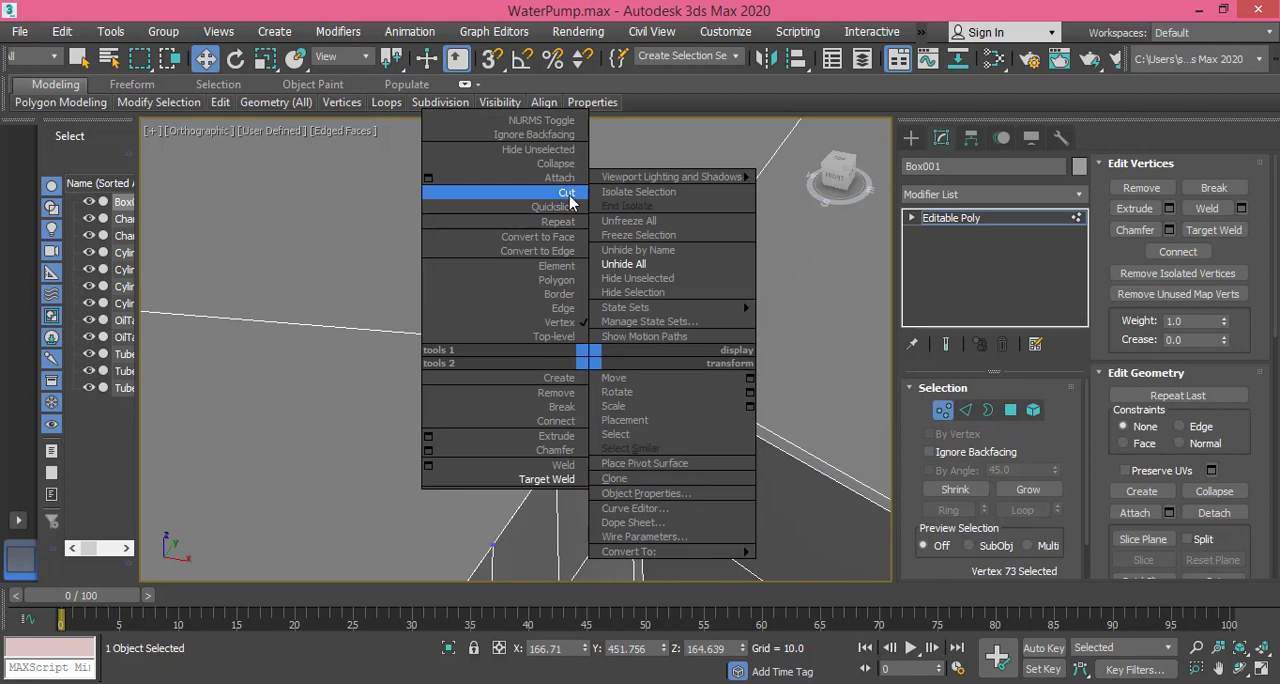 WaterPump.max - Autodesk 3ds Max 2020
File Edit Tools Group Views Create Modifiers Animation Graph Editors Rendering Civil View Customize Scripting Interactive » Sign In Workspaces: Default
View Create Selection Se C:\Users\s...s Max 2020
Modeling Freeform Selection Object Paint Populate
Polygon Modeling Modify Selection Edit Geometry (All) Vertices Loops Subdivision Visibility Align Properties
Select
Name (Sorted A
[+] [Orthographic] [User Defined] [Edged Faces]
NURMS Toggle
Ignore Backfacing
Hide Unselected
Collapse
Attach
Cut
Repeat
Convert to Face
Convert to Edge
Element
Polygon
Border
Edge
Vertex
Top-level
tools 1
tools 2
Create
Remove
Break
Connect
Extrude
Chamfer
Weld
Target Weld
Viewport Lighting and Shadows
Isolate Selection
End Isolate
Unfreeze All
Freeze Selection
Unhide by Name
Unhide All
Hide Unselected
Hide Selection
State Sets
Manage State Sets...
Show Motion Paths
display
transform
Move
Rotate
Scale
Placement
Select
Select Similar
Place Pivot Surface
Clone
Object Properties...
Curve Editor...
Dope Sheet...
Wire Parameters...
Convert To:
TOP
FRONT
Box001
Modifier List
Editable Poly
Selection
By Vertex
Ignore Backfacing
By Angle: 45.0
Shrink Grow
Ring Loop
Preview Selection
Off SubObj Multi
Vertex 73 Selected
Edit Vertices
Remove Break
Extrude Weld
Chamfer Target Weld
Connect
Remove Isolated Vertices
Remove Unused Map Verts
Weight: 1.0
Crease: 0.0
Edit Geometry
Repeat Last
Constraints
None Edge
Face Normal
Preserve UVs
Create Collapse
Attach Detach
Slice Plane Split
Slice Reset Plane
z
y
x
0 / 100
0 5 10 15 20 25 30 35 40 45 50 55 60 65 70 75 80 85 90 95 100
MAXScript Mi
1 Object Selected X: 166.71 Y: 451.756 Z: 164.639 Grid = 10.0
Add Time Tag
0
Auto Key Selected
Set Key Key Filters...